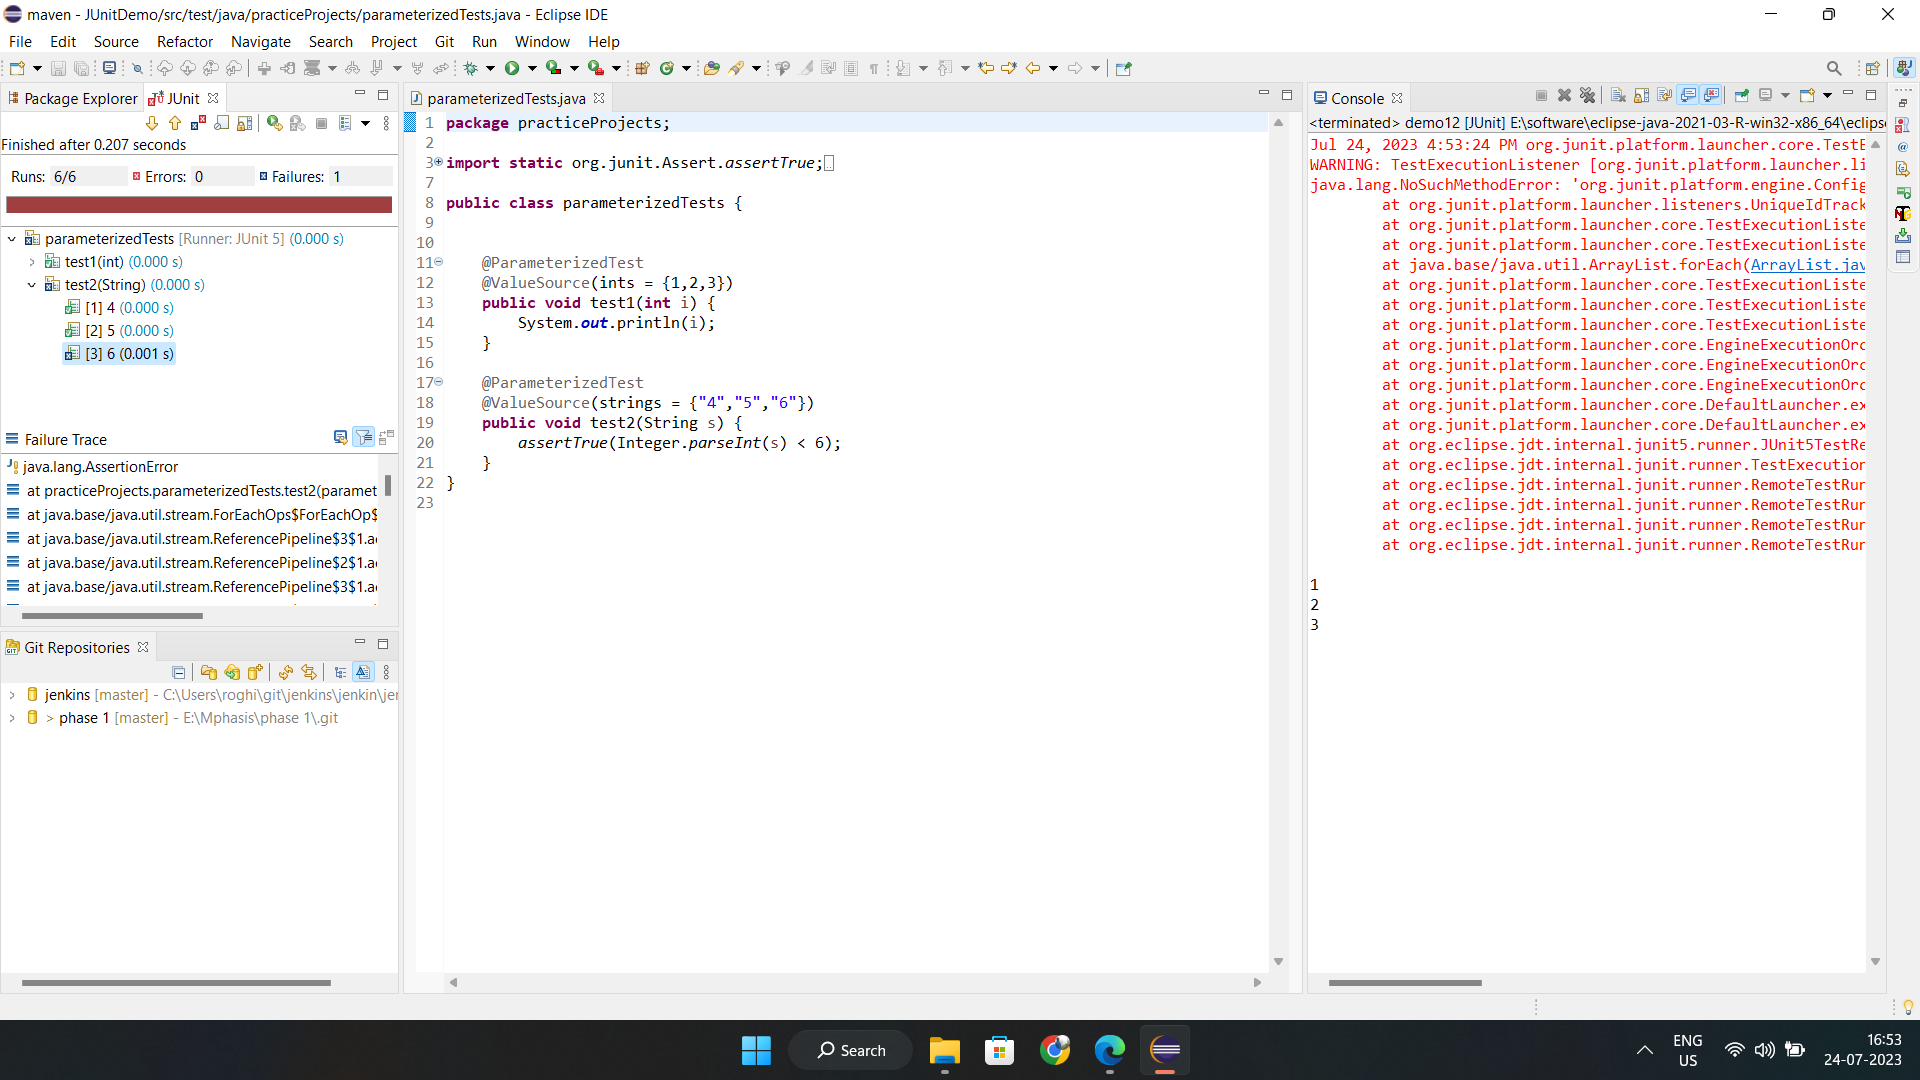 maven - JUnitDemo/src/test/java/practiceProjects/parameterizedTests.java - Eclipse IDE
File Edit Source Refactor Navigate Search Project Git Run Window Help
Package Explorer JUnit
Finished after 0.207 seconds
Runs: 6/6 Errors: 0 Failures: 1
parameterizedTests [Runner: JUnit 5] (0.000 s)
test1(int) (0.000 s)
test2(String) (0.000 s)
[1] 4 (0.000 s)
[2] 5 (0.000 s)
[3] 6 (0.001 s)
Failure Trace
java.lang.AssertionError
at practiceProjects.parameterizedTests.test2(paramet
at java.base/java.util.stream.ForEachOps$ForEachOp$
at java.base/java.util.stream.ReferencePipeline$3$1.a
at java.base/java.util.stream.ReferencePipeline$2$1.a
at java.base/java.util.stream.ReferencePipeline$3$1.a
Git Repositories
jenkins [master] - C:\Users\roghi\git\jenkins\jenkin\jer
> phase 1 [master] - E:\Mphasis\phase 1\.git
parameterizedTests.java
1 package practiceProjects;
2
3 import static org.junit.Assert.assertTrue;
7
8 public class parameterizedTests {
9
10
11 @ParameterizedTest
12 @ValueSource(ints = {1,2,3})
13 public void test1(int i) {
14 System.out.println(i);
15 }
16
17 @ParameterizedTest
18 @ValueSource(strings = {"4","5","6"})
19 public void test2(String s) {
20 assertTrue(Integer.parseInt(s) < 6);
21 }
22 }
23
Console
<terminated> demo12 [JUnit] E:\software\eclipse-java-2021-03-R-win32-x86_64\eclips
Jul 24, 2023 4:53:24 PM org.junit.platform.launcher.core.TestE
WARNING: TestExecutionListener [org.junit.platform.launcher.li
java.lang.NoSuchMethodError: 'org.junit.platform.engine.Config
at org.junit.platform.launcher.listeners.UniqueIdTrack
at org.junit.platform.launcher.core.TestExecutionListe
at org.junit.platform.launcher.core.TestExecutionListe
at java.base/java.util.ArrayList.forEach(ArrayList.jav
at org.junit.platform.launcher.core.TestExecutionListe
at org.junit.platform.launcher.core.TestExecutionListe
at org.junit.platform.launcher.core.TestExecutionListe
at org.junit.platform.launcher.core.EngineExecutionOrc
at org.junit.platform.launcher.core.EngineExecutionOrc
at org.junit.platform.launcher.core.EngineExecutionOrc
at org.junit.platform.launcher.core.DefaultLauncher.ex
at org.junit.platform.launcher.core.DefaultLauncher.ex
at org.eclipse.jdt.internal.junit5.runner.JUnit5TestRe
at org.eclipse.jdt.internal.junit.runner.TestExecution
at org.eclipse.jdt.internal.junit.runner.RemoteTestRun
at org.eclipse.jdt.internal.junit.runner.RemoteTestRun
at org.eclipse.jdt.internal.junit.runner.RemoteTestRun
at org.eclipse.jdt.internal.junit.runner.RemoteTestRun
1
2
3
Search
ENG
US
16:53
24-07-2023